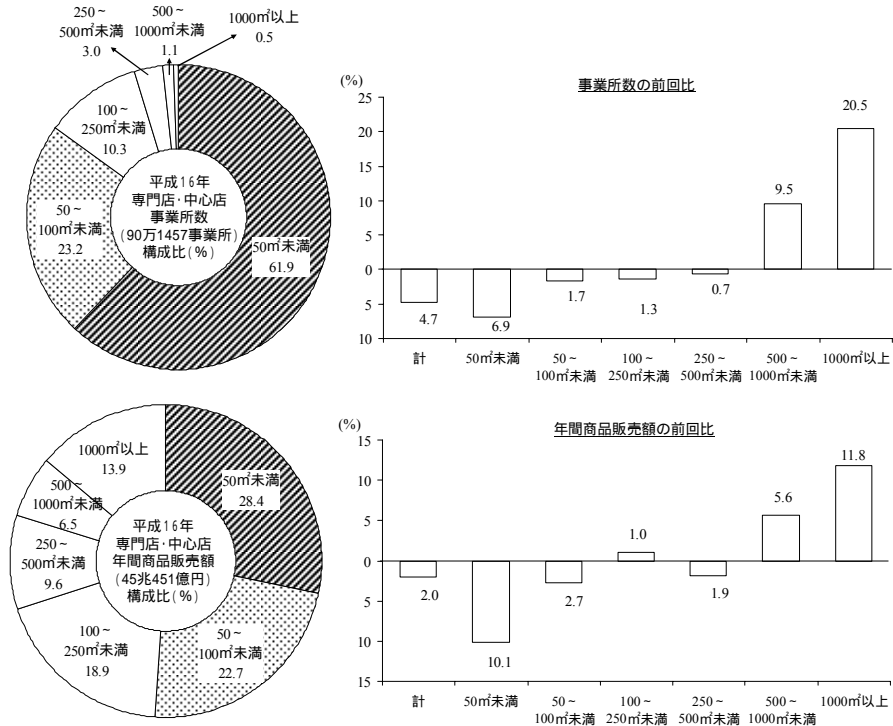 250～
500㎡未満
3.0
500～
1000㎡未満
1.1
1000㎡以上
0.5
100～
250㎡未満
10.3
50～
100㎡未満
23.2
50㎡未満
61.9
平成16年
専門店･中心店
事業所数
(90万1457事業所)
構成比(%)
(%)
事業所数の前回比
25
20
15
10
5
0
5
10
4.7
6.9
1.7
1.3
0.7
9.5
20.5
計
50㎡未満
50～
100㎡未満
100～
250㎡未満
250～
500㎡未満
500～
1000㎡未満
1000㎡以上
1000㎡以上
13.9
500～
1000㎡未満
6.5
250～
500㎡未満
9.6
100～
250㎡未満
18.9
50～
100㎡未満
22.7
50㎡未満
28.4
平成16年
専門店･中心店
年間商品販売額
(45兆451億円)
構成比(%)
(%)
年間商品販売額の前回比
15
10
5
0
5
10
15
2.0
10.1
2.7
1.0
1.9
5.6
11.8
計
50㎡未満
50～
100㎡未満
100～
250㎡未満
250～
500㎡未満
500～
1000㎡未満
1000㎡以上